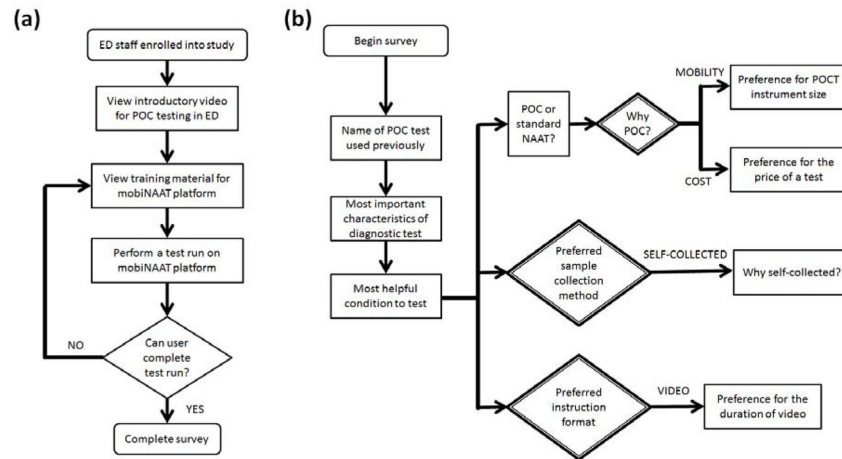 (a)
ED staff enrolled into study
View introductory video
for POC testing in ED
View training material for
mobiNAAT platform
Perform a test run on
mobiNAAT platform
Can user
complete
test run?
NO
YES
Complete survey
(b)
Begin survey
Name of POC test
used previously
Most important
characteristics of
diagnostic test
Most helpful
condition to test
POC or
standard
NAAT?
Why
POC?
MOBILITY
Preference for POCT
instrument size
COST
Preference for the
price of a test
Preferred
sample
collection
method
SELF-COLLECTED
Why self-collected?
Preferred
instruction
format
VIDEO
Preference for the
duration of video